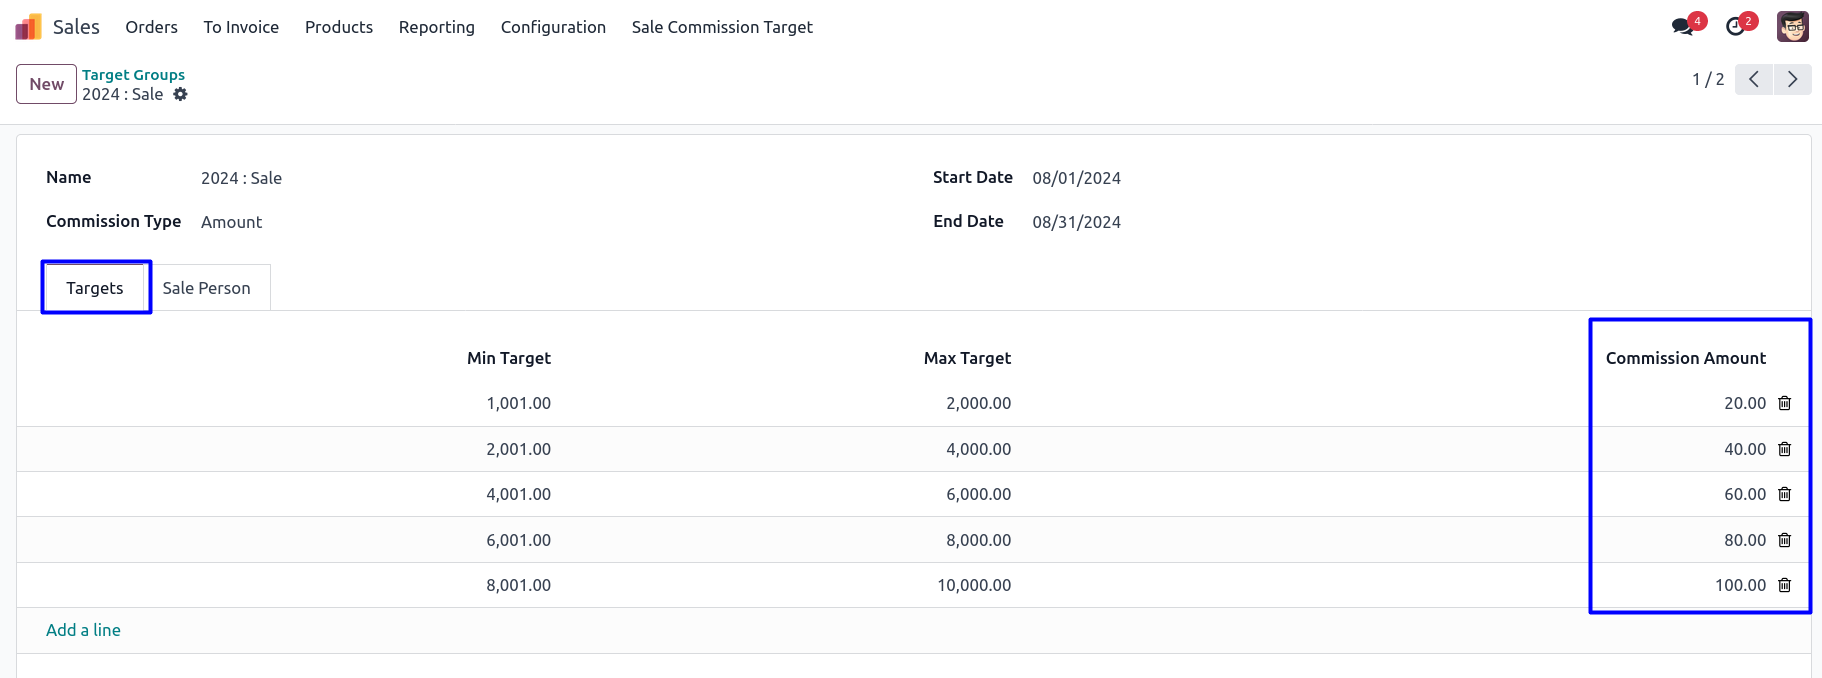 Sales Orders To Invoice Products Reporting Configuration Sale Commission Target 4 2
New Target Groups
2024 : Sale
1 / 2
Name 2024 : Sale Start Date 08/01/2024
Commission Type Amount End Date 08/31/2024
Targets Sale Person
Min Target Max Target Commission Amount
1,001.00 2,000.00 20.00
2,001.00 4,000.00 40.00
4,001.00 6,000.00 60.00
6,001.00 8,000.00 80.00
8,001.00 10,000.00 100.00
Add a line